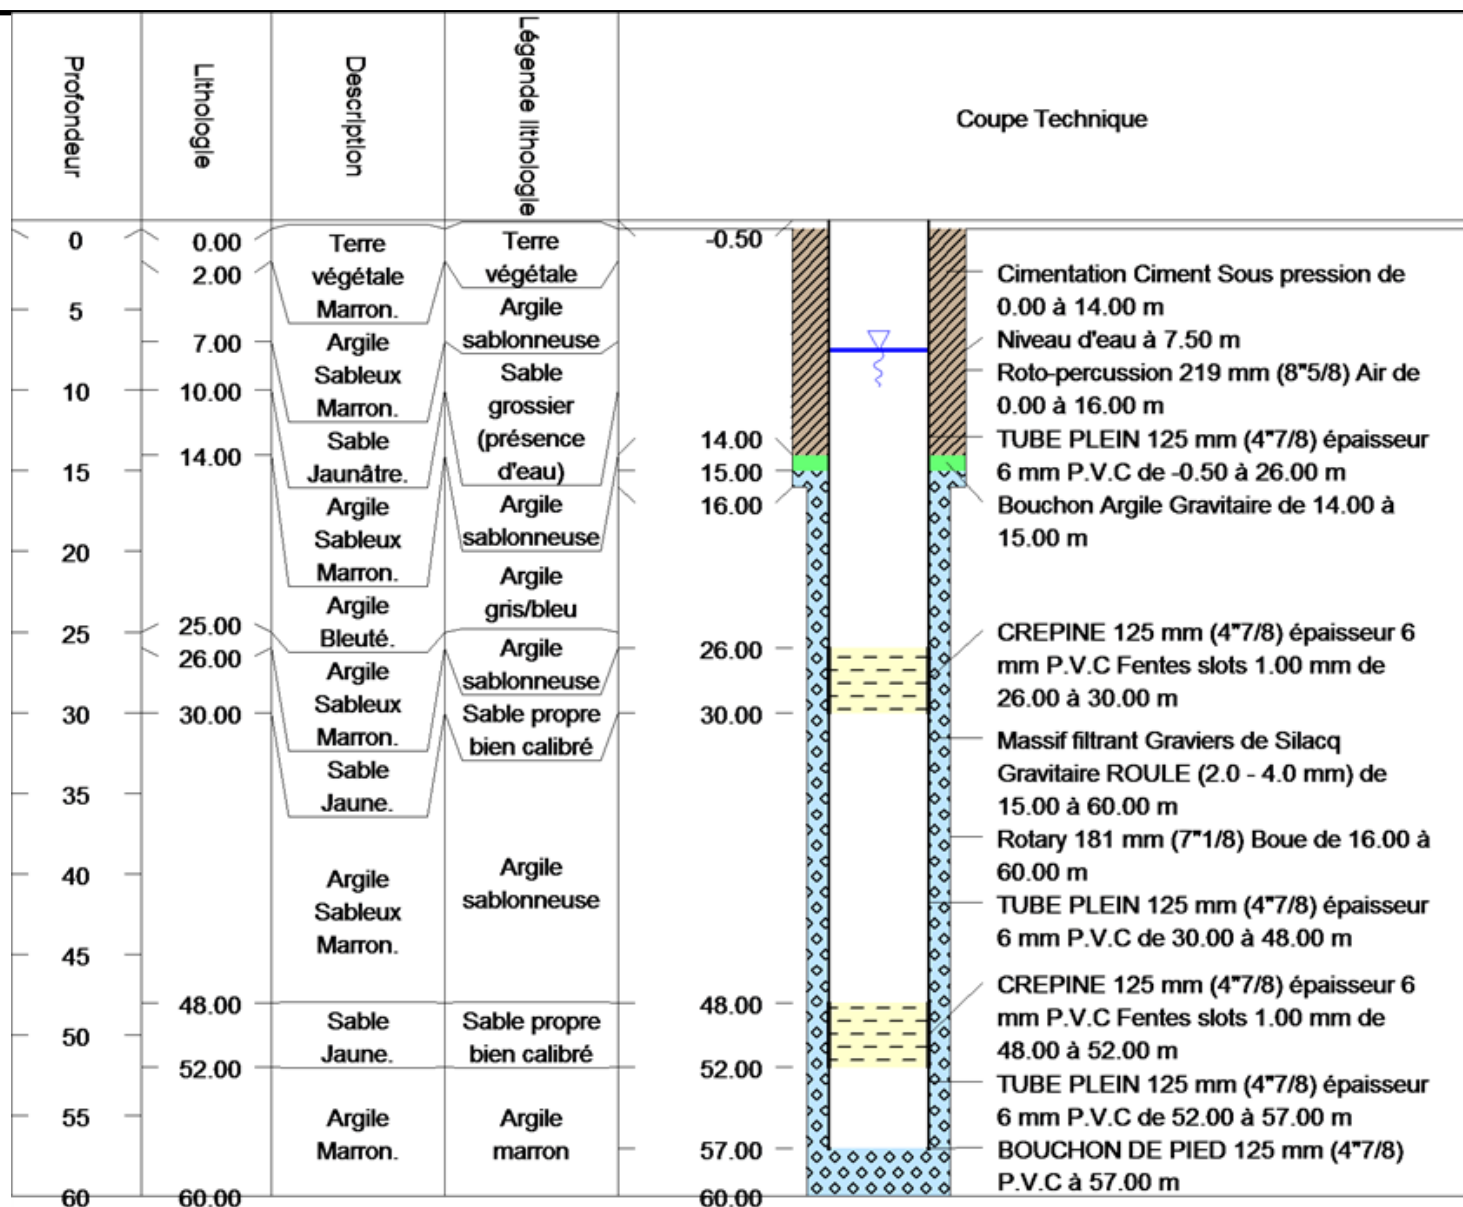 Profondeur
Lithologie
Description
Légende lithologie
Coupe Technique
0
5
10
15
20
25
30
35
40
45
50
55
60
0.00
2.00
7.00
10.00
14.00
25.00
26.00
30.00
48.00
52.00
60.00
Terre
végétale
Marron.
Argile
Sableux
Marron.
Sable
Jaunâtre.
Argile
Sableux
Marron.
Argile
Bleuté.
Argile
Sableux
Marron.
Sable
Jaune.
Argile
Sableux
Marron.
Sable
Jaune.
Argile
Marron.
Terre
végétale
Argile
sablonneuse
Sable
grossier
(présence
d'eau)
Argile
sablonneuse
Argile
gris/bleu
Argile
sablonneuse
Sable propre
bien calibré
Argile
sablonneuse
Sable propre
bien calibré
Argile
marron
-0.50
14.00
15.00
16.00
26.00
30.00
48.00
52.00
57.00
60.00
Cimentation Ciment Sous pression de
0.00 à 14.00 m
Niveau d'eau à 7.50 m
Roto-percussion 219 mm (8"5/8) Air de
0.00 à 16.00 m
TUBE PLEIN 125 mm (4"7/8) épaisseur
6 mm P.V.C de -0.50 à 26.00 m
Bouchon Argile Gravitaire de 14.00 à
15.00 m
CREPINE 125 mm (4"7/8) épaisseur 6
mm P.V.C Fentes slots 1.00 mm de
26.00 à 30.00 m
Massif filtrant Graviers de Silacq
Gravitaire ROULE (2.0 - 4.0 mm) de
15.00 à 60.00 m
Rotary 181 mm (7"1/8) Boue de 16.00 à
60.00 m
TUBE PLEIN 125 mm (4"7/8) épaisseur
6 mm P.V.C de 30.00 à 48.00 m
CREPINE 125 mm (4"7/8) épaisseur 6
mm P.V.C Fentes slots 1.00 mm de
48.00 à 52.00 m
TUBE PLEIN 125 mm (4"7/8) épaisseur
6 mm P.V.C de 52.00 à 57.00 m
BOUCHON DE PIED 125 mm (4"7/8)
P.V.C à 57.00 m